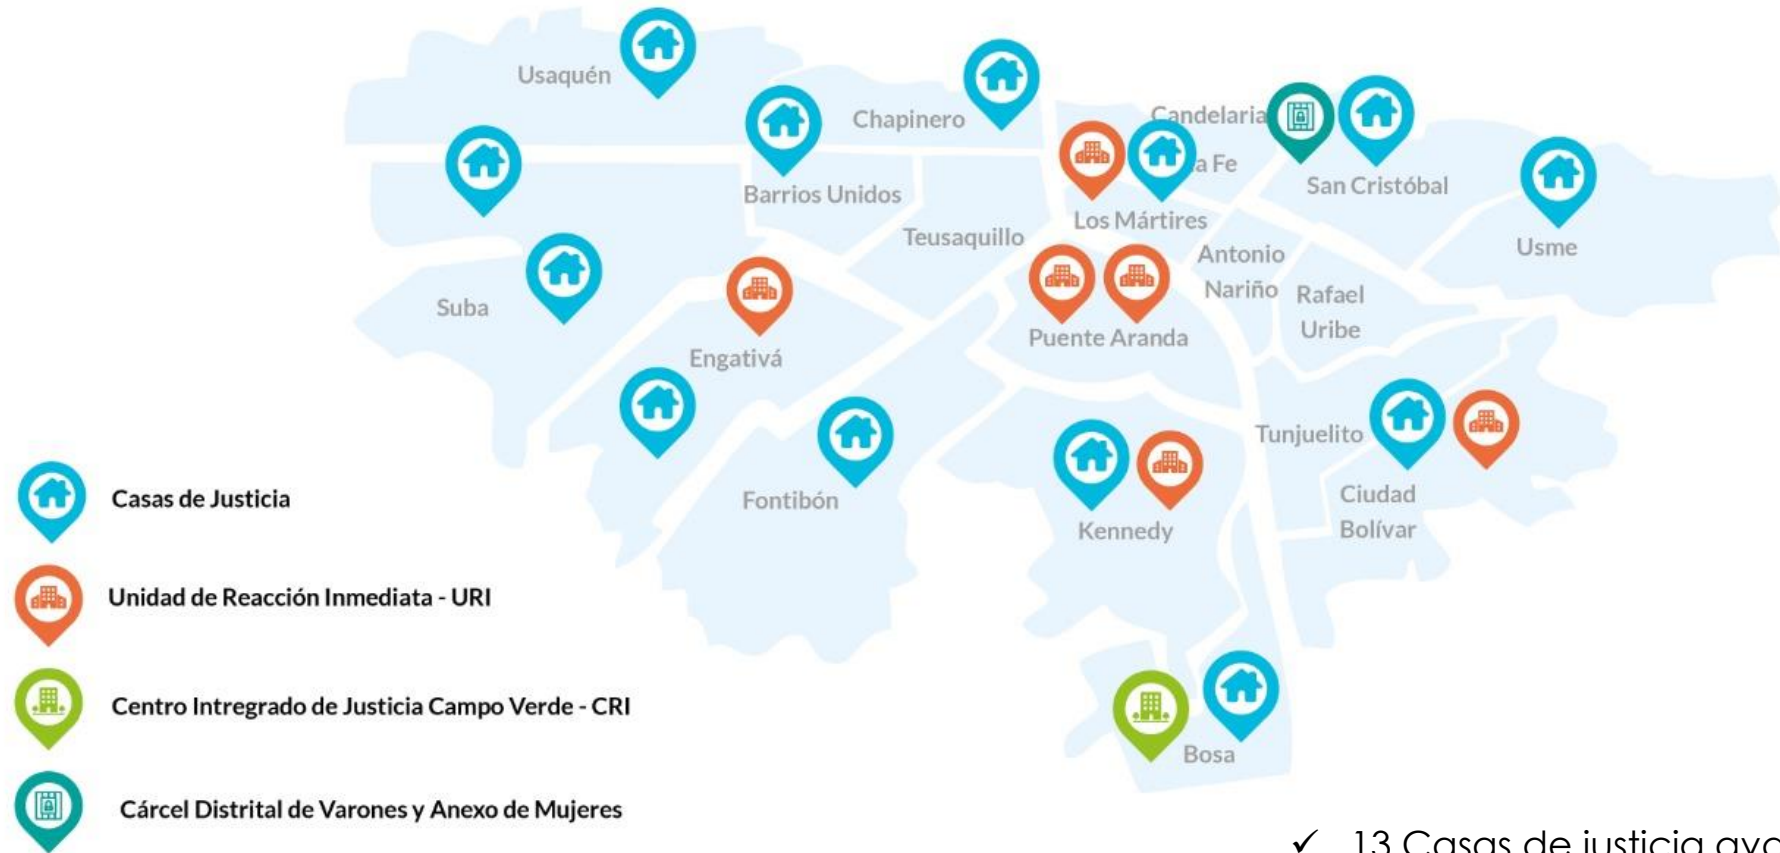 Usaquén
Chapinero
Candelaria
a Fe
Barrios Unidos
San Cristóbal
Los Mártires
Teusaquillo
Antonio
Nariño
Usme
Suba
Rafael
Uribe
Puente Aranda
Engativá
Tunjuelito
Fontibón
Ciudad
Bolívar
Kennedy
Bosa
Casas de Justicia
Unidad de Reacción Inmediata - URI
Centro Intregrado de Justicia Campo Verde - CRI
Cárcel Distrital de Varones y Anexo de Mujeres
✓ 13 Casas de justicia